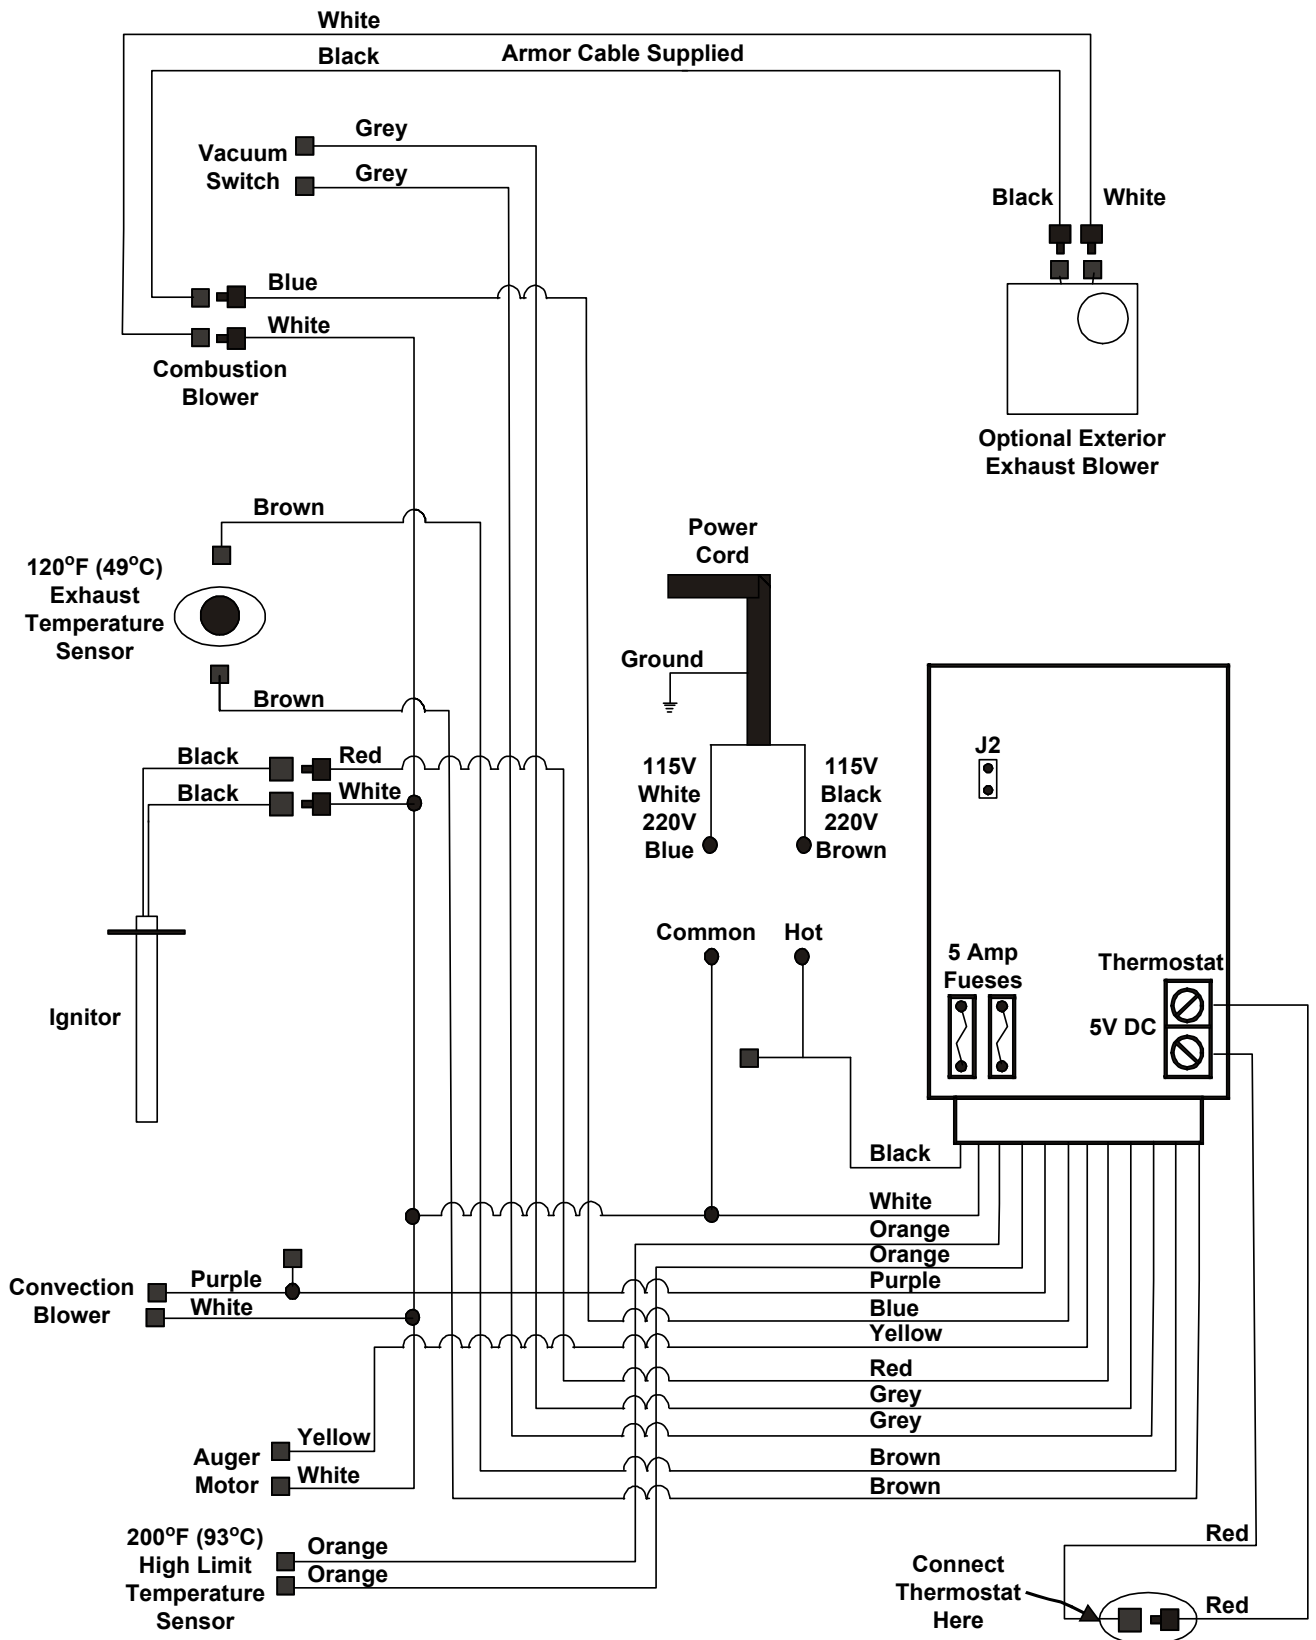 White
Black
Armor Cable Supplied
Grey
Vacuum
Switch
Grey
Black
White
Blue
White
Combustion
Blower
Optional Exterior
Exhaust Blower
Brown
Power
Cord
120°F (49°C)
Exhaust
Temperature
Sensor
Ground
Brown
Black
Red
Black
White
115V
White
220V
Blue
115V
Black
220V
Brown
J2
Common
Hot
5 Amp
Fueses
Thermostat
5V DC
Ignitor
Black
White
Orange
Orange
Purple
Blue
Yellow
Red
Grey
Grey
Brown
Brown
Convection
Blower
Purple
White
Auger
Motor
Yellow
White
200°F (93°C)
High Limit
Temperature
Sensor
Orange
Orange
Connect
Thermostat
Here
Red
Red